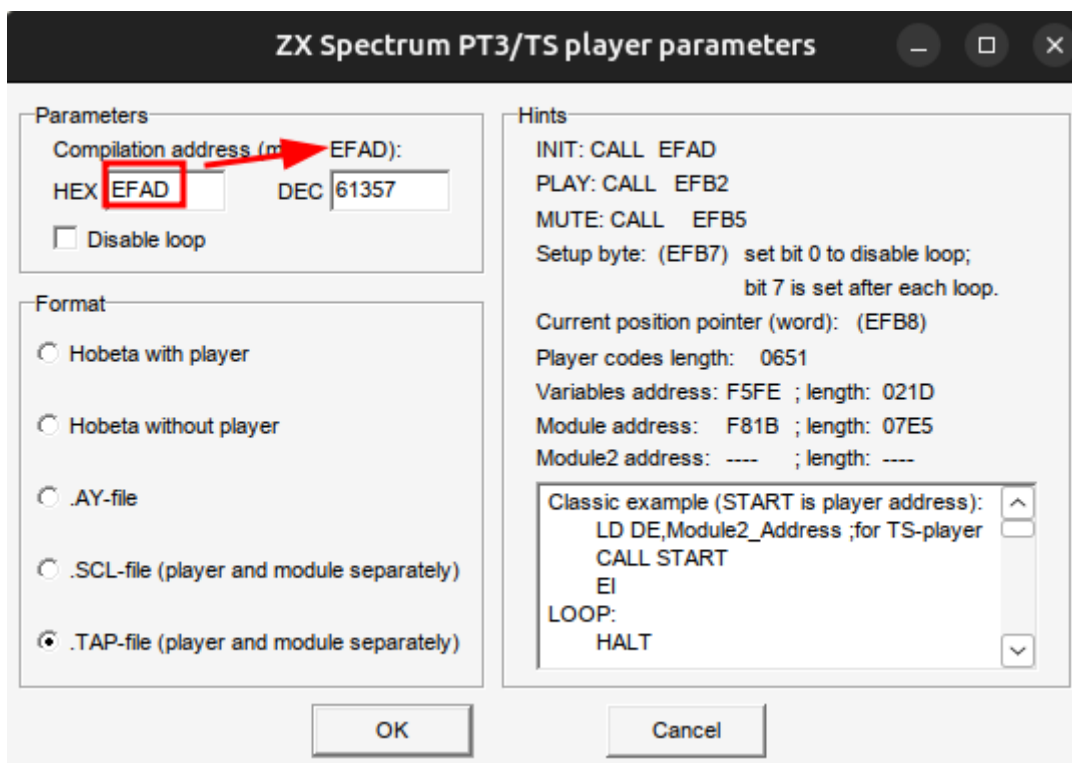 ZX Spectrum PT3/TS player parameters
Parameters
Compilation address (m EFAD):
HEX EFAD DEC 61357
Disable loop
Format
Hobeta with player
Hobeta without player
.AY-file
.SCL-file (player and module separately)
.TAP-file (player and module separately)
Hints
INIT: CALL EFAD
PLAY: CALL EFB2
MUTE: CALL EFB5
Setup byte: (EFB7) set bit 0 to disable loop;
bit 7 is set after each loop.
Current position pointer (word): (EFB8)
Player codes length: 0651
Variables address: F5FE ; length: 021D
Module address: F81B ; length: 07E5
Module2 address: ---- ; length: ----
Classic example (START is player address):
LD DE,Module2_Address ;for TS-player
CALL START
EI
LOOP:
HALT
OK Cancel